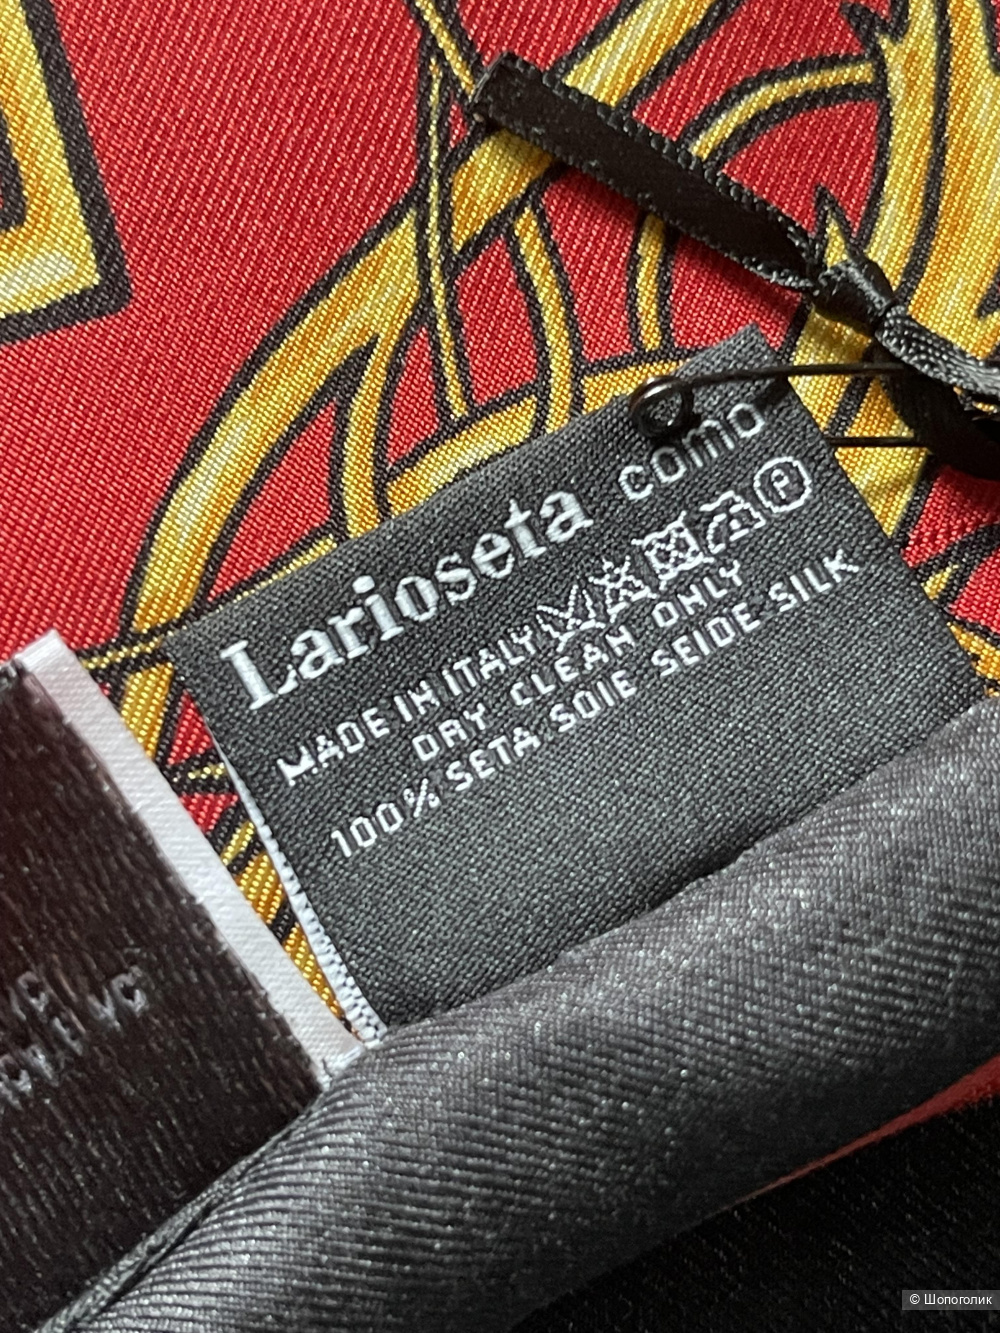 Larioseta como
MADE IN ITALY
DRY CLEAN ONLY
100% SETA SOIE SEIDE SILK
© Шопоголик